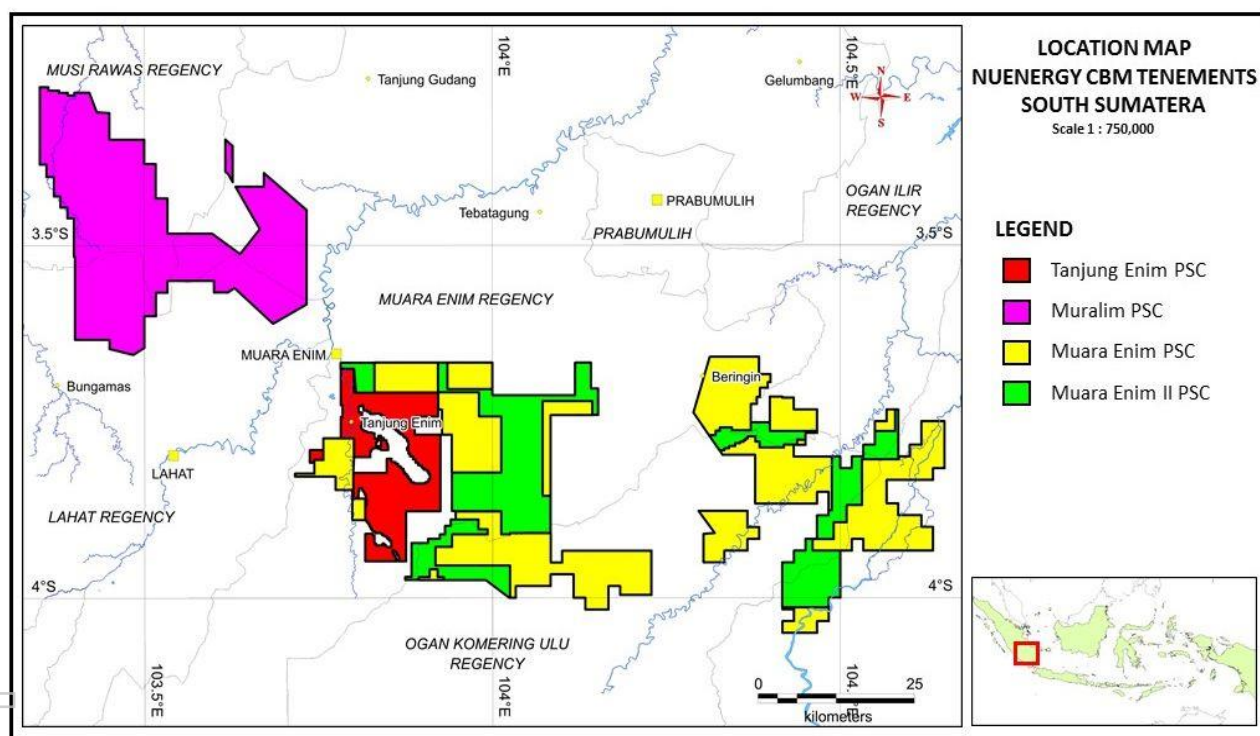 LOCATION MAP
NUENERGY CBM TENEMENTS
SOUTH SUMATERA
Scale 1 : 750,000
LEGEND
Tanjung Enim PSC
Muralim PSC
Muara Enim PSC
Muara Enim II PSC
104°E
104.5°E
MUSI RAWAS REGENCY
Tanjung Gudang
Gelumbang
N
W E
S
OGAN ILIR
REGENCY
PRABUMULIH
Tebatagung
PRABUMULIH
3.5°S
3.5°S
MUARA ENIM REGENCY
MUARA ENIM
Bungamas
Beringin
Tanjung Enim
LAHAT
LAHAT REGENCY
4°S
4°S
OGAN KOMERING ULU
REGENCY
103.5°E
104°E
0 25
kilometers